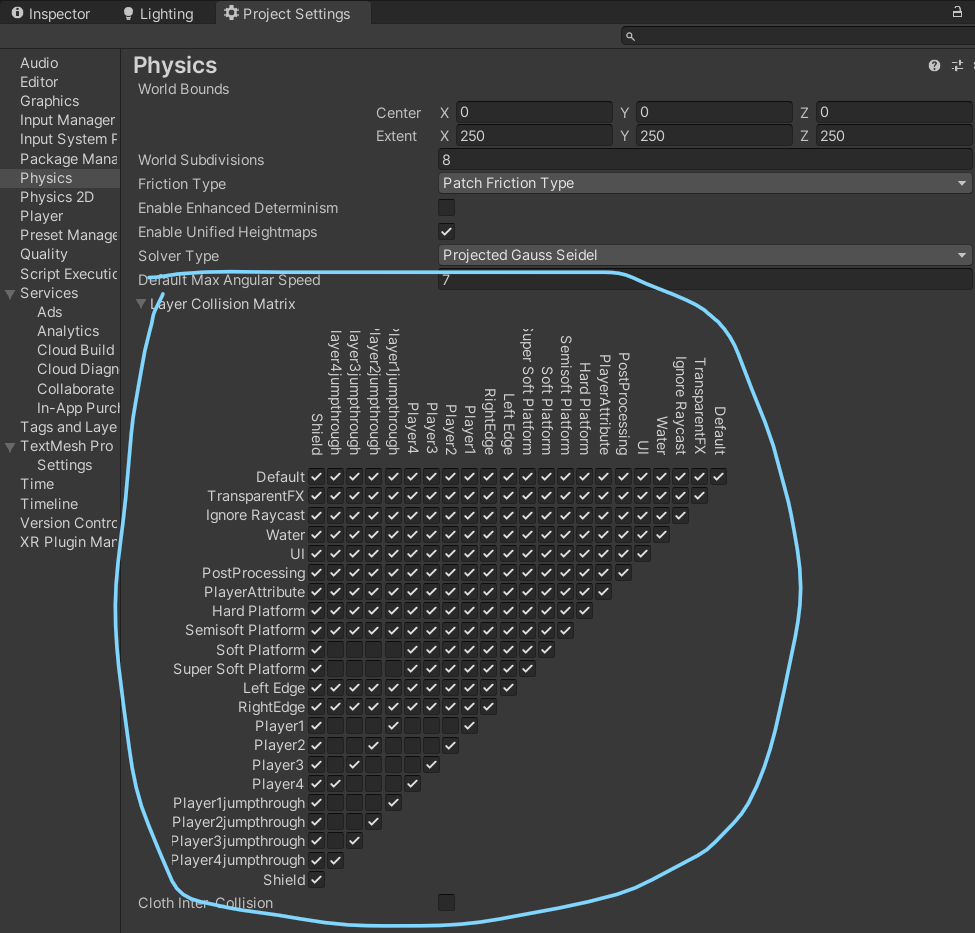 Inspector Lighting Project Settings
Audio
Editor
Graphics
Input Manager
Input System P
Package Mana
Physics
Physics 2D
Player
Preset Manage
Quality
Script Executio
Services
Ads
Analytics
Cloud Build
Cloud Diagn
Collaborate
In-App Purch
Tags and Laye
TextMesh Pro
Settings
Time
Timeline
Version Contro
XR Plugin Man
Physics
World Bounds
Center X 0 Y 0 Z 0
Extent X 250 Y 250 Z 250
World Subdivisions 8
Friction Type Patch Friction Type
Enable Enhanced Determinism
Enable Unified Heightmaps
Solver Type Projected Gauss Seidel
Default Max Angular Speed 7
Layer Collision Matrix
Shield
layer4jumpthrough
layer3jumpthrough
layer2jumpthrough
layer1jumpthrough
Player4
Player3
Player2
Player1
RightEdge
Left Edge
Super Soft Platform
Soft Platform
Semisoft Platform
Hard Platform
PlayerAttribute
PostProcessing
UI
Water
Ignore Raycast
TransparentFX
Default
Default
TransparentFX
Ignore Raycast
Water
UI
PostProcessing
PlayerAttribute
Hard Platform
Semisoft Platform
Soft Platform
Super Soft Platform
Left Edge
RightEdge
Player1
Player2
Player3
Player4
Player1jumpthrough
Player2jumpthrough
Player3jumpthrough
Player4jumpthrough
Shield
Cloth Inter-Collision